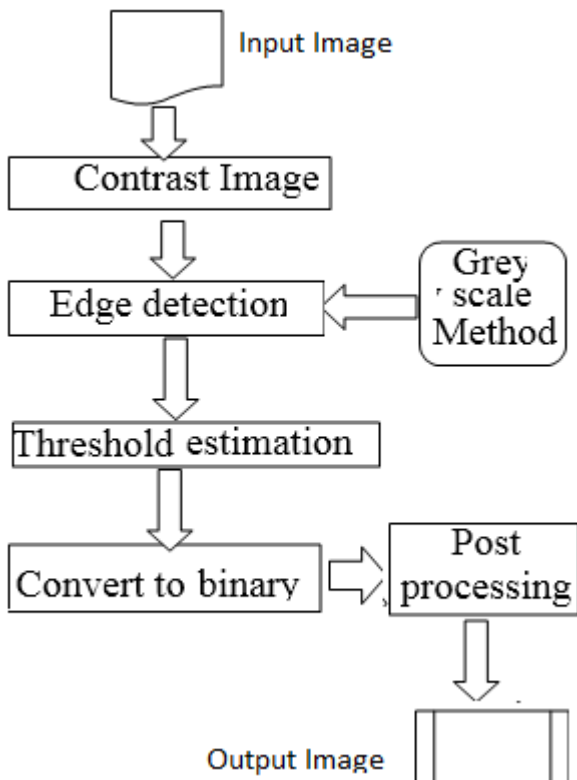 Input Image
Contrast Image
Edge detection
Grey
scale
Method
Threshold estimation
Convert to binary
Post
processing
Output Image